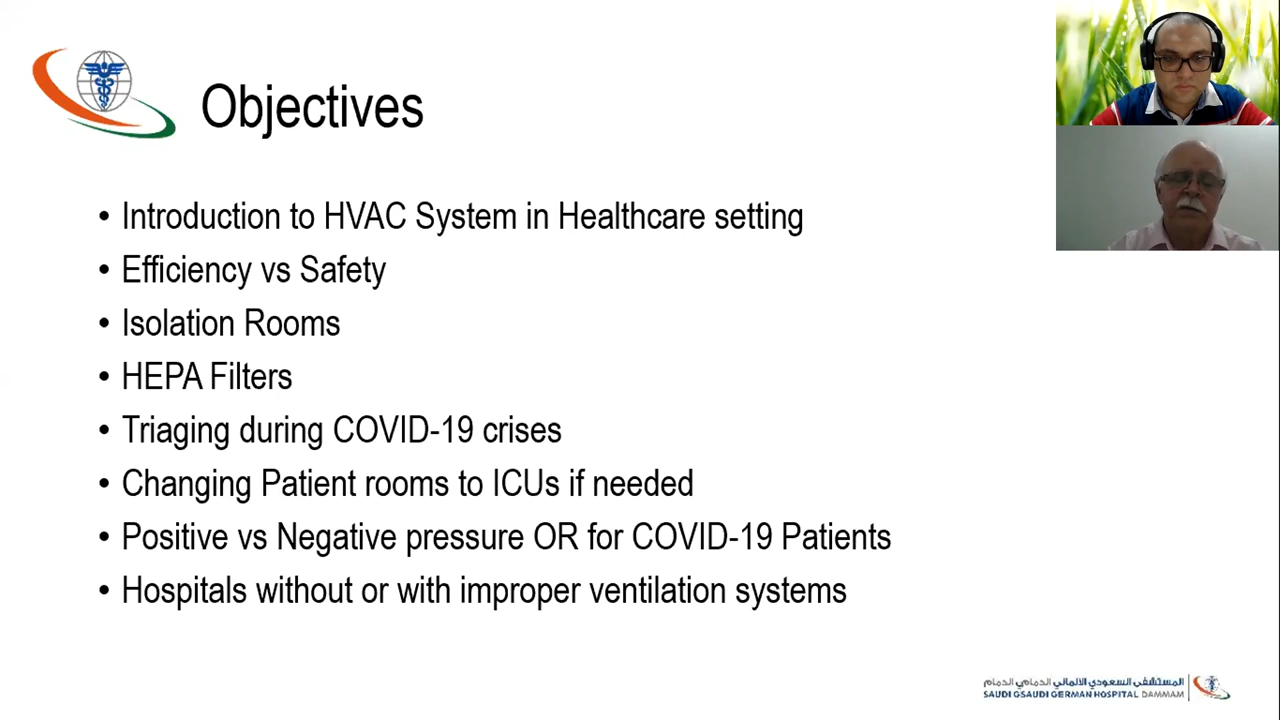 Objectives
• Introduction to HVAC System in Healthcare setting
• Efficiency vs Safety
• Isolation Rooms
• HEPA Filters
• Triaging during COVID-19 crises
• Changing Patient rooms to ICUs if needed
• Positive vs Negative pressure OR for COVID-19 Patients
• Hospitals without or with improper ventilation systems
المستشفى السعودي الألماني الدمامي الدمام
SAUDI GSAUDI GERMAN HOSPITAL DAMMAM